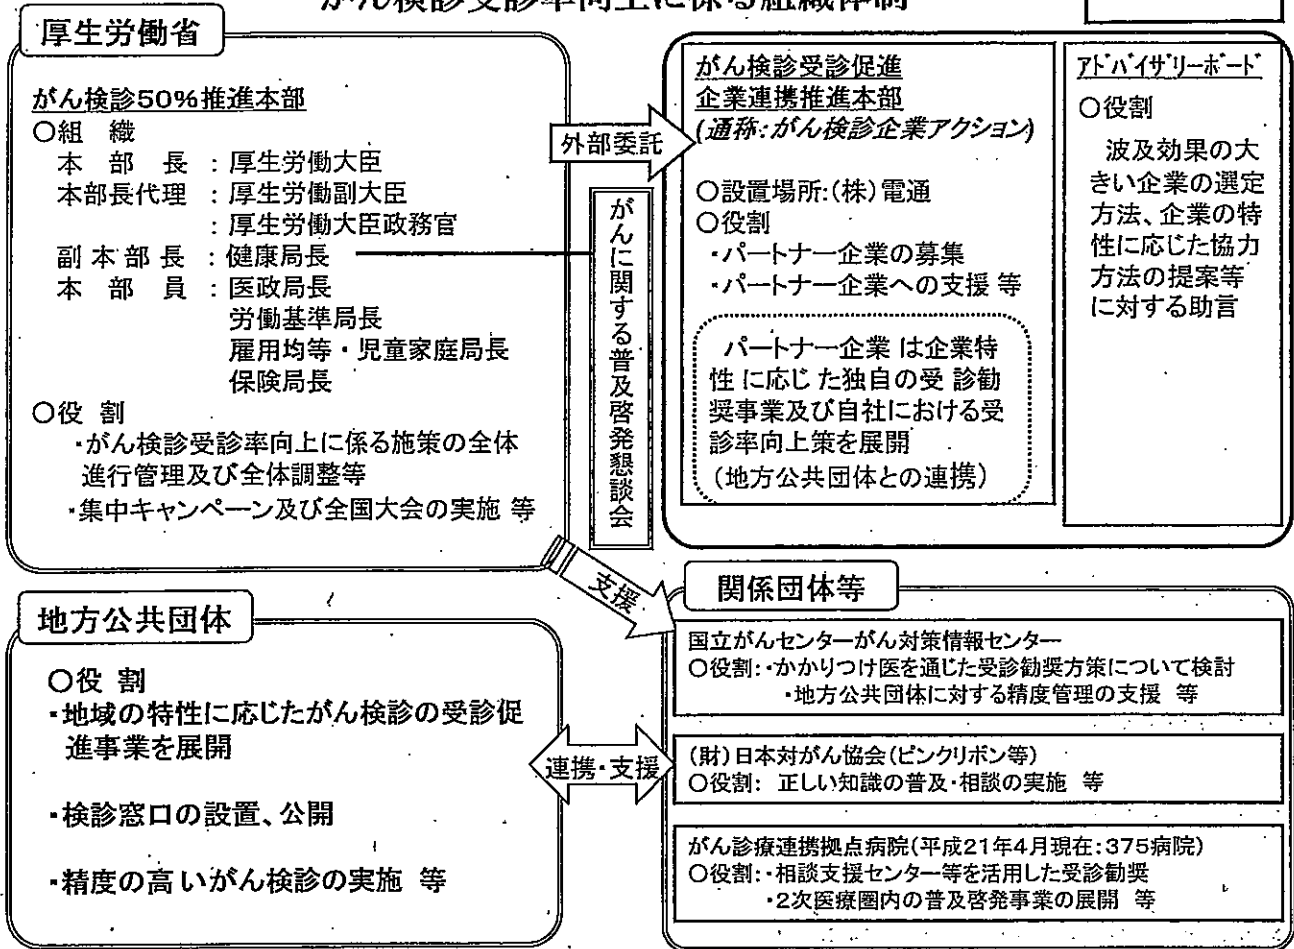 がん検診受診率向上に係る組織体制
厚生労働省
がん検診50%推進本部
○組　織
本　部　長　：厚生労働大臣
本部長代理　：厚生労働副大臣
：厚生労働大臣政務官
副 本 部 長　：健康局長
本　部　員　：医政局長
労働基準局長
雇用均等・児童家庭局長
保険局長
○役 割
・がん検診受診率向上に係る施策の全体
進行管理及び全体調整等
・集中キャンペーン及び全国大会の実施 等
外部委託
がんに関する普及啓発懇談会
がん検診受診促進
企業連携推進本部
(通称：がん検診企業アクション)
○設置場所：(株)電通
○役割
・パートナー企業の募集
・パートナー企業への支援 等
パートナー企業 は企業特
性 に応じ た独自の受 診勧
奨事業及び自社における受
診率向上策を展開
（地方公共団体との連携）
ｱﾄﾞﾊﾞｲｻﾞﾘｰﾎﾞｰﾄﾞ
○役割
波及効果の大
きい企業の選定
方法、企業の特
性に応じた協力
方法の提案等
に対する助言
支援
地方公共団体
○役 割
・地域の特性に応じたがん検診の受診促
進事業を展開
・検診窓口の設置、公開
・精度の高いがん検診の実施 等
連携・支援
関係団体等
国立がんセンターがん対策情報センター
○役割：・かかりつけ医を通じた受診勧奨方策について検討
・地方公共団体に対する精度管理の支援 等
(財)日本対がん協会(ピンクリボン等)
○役割： 正しい知識の普及・相談の実施 等
がん診療連携拠点病院(平成21年4月現在：375病院)
○役割：・相談支援センター等を活用した受診勧奨
・2次医療圏内の普及啓発事業の展開 等